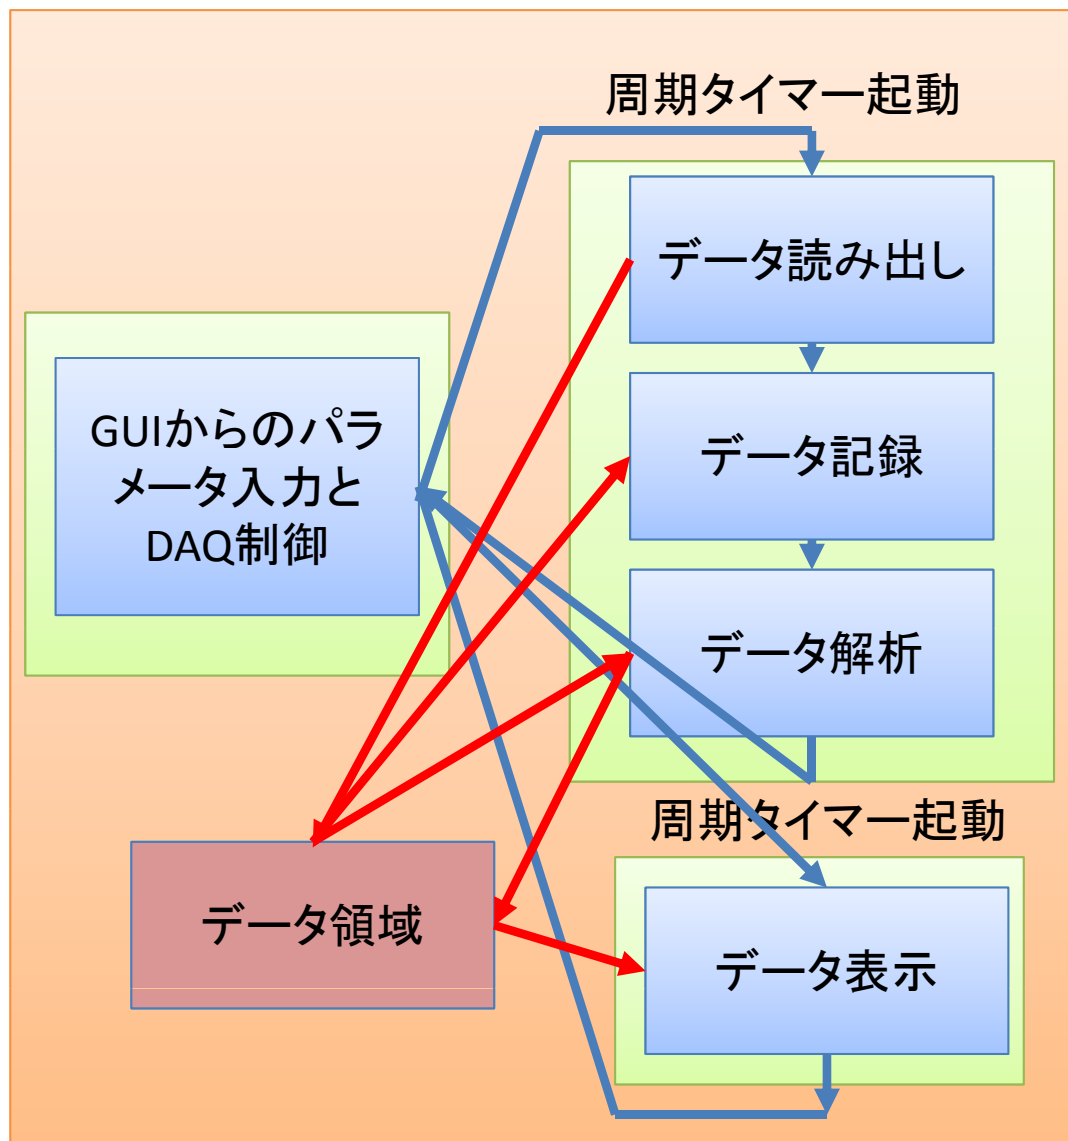 周期タイマー起動
データ読み出し
GUIからのパラ
メータ入力と
DAQ制御
データ記録
データ解析
周期タイマー起動
データ領域
データ表示